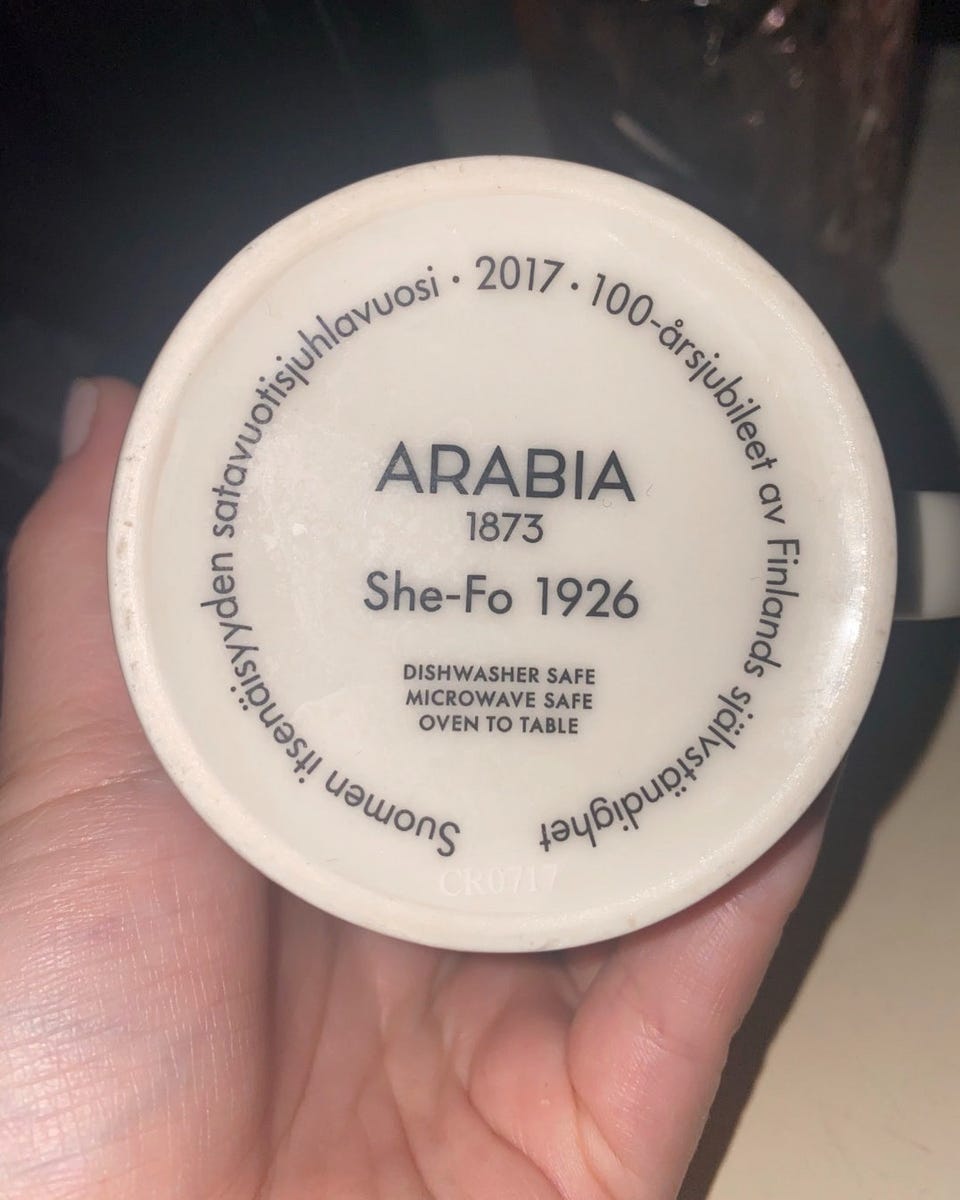 Suomen itsenäisyyden satavuotisjuhlavuosi · 2017 · 100-årsjubileet av Finlands självständighet
ARABIA
1873
She-Fo 1926
DISHWASHER SAFE
MICROWAVE SAFE
OVEN TO TABLE
CR0717